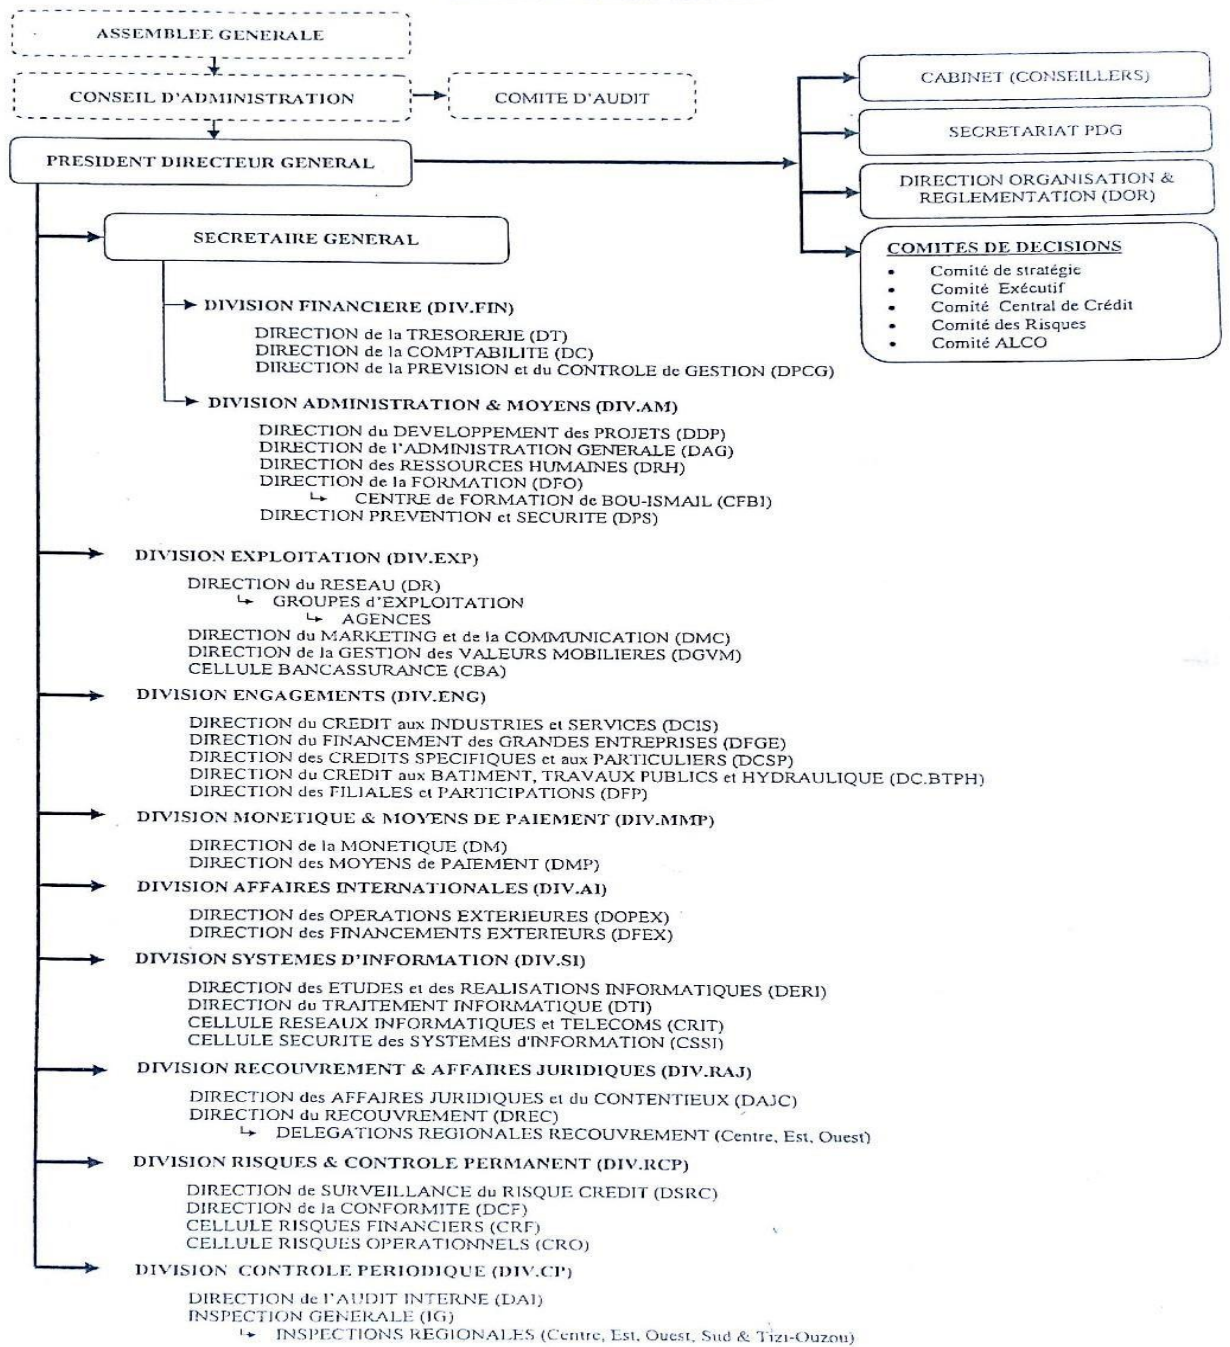 ASSEMBLEE GENERALE
CONSEIL D'ADMINISTRATION
COMITE D'AUDIT
PRESIDENT DIRECTEUR GENERAL
CABINET (CONSEILLERS)
SECRETARIAT PDG
DIRECTION ORGANISATION &
REGLEMENTATION (DOR)
COMITES DE DECISIONS
• Comité de stratégie
• Comité Exécutif
• Comité Central de Crédit
• Comité des Risques
• Comité ALCO
SECRETAIRE GENERAL
DIVISION FINANCIERE (DIV.FIN)
DIRECTION de la TRESORERIE (DT)
DIRECTION de la COMPTABILITE (DC)
DIRECTION de la PREVISION et du CONTROLE de GESTION (DPCG)
DIVISION ADMINISTRATION & MOYENS (DIV.AM)
DIRECTION du DEVELOPPEMENT des PROJETS (DDP)
DIRECTION de l'ADMINISTRATION GENERALE (DAG)
DIRECTION des RESSOURCES HUMAINES (DRH)
DIRECTION de la FORMATION (DFO)
CENTRE de FORMATION de BOU-ISMAIL (CFBI)
DIRECTION PREVENTION et SECURITE (DPS)
DIVISION EXPLOITATION (DIV.EXP)
DIRECTION du RESEAU (DR)
GROUPES d'EXPLOITATION
AGENCES
DIRECTION du MARKETING et de la COMMUNICATION (DMC)
DIRECTION de la GESTION des VALEURS MOBILIERES (DGVM)
CELLULE BANCASSURANCE (CBA)
DIVISION ENGAGEMENTS (DIV.ENG)
DIRECTION du CREDIT aux INDUSTRIES et SERVICES (DCIS)
DIRECTION du FINANCEMENT des GRANDES ENTREPRISES (DFGE)
DIRECTION des CREDITS SPECIFIQUES et aux PARTICULIERS (DCSP)
DIRECTION du CREDIT aux BATIMENT, TRAVAUX PUBLICS et HYDRAULIQUE (DC.BTPH)
DIRECTION des FILIALES et PARTICIPATIONS (DFP)
DIVISION MONETIQUE & MOYENS DE PAIEMENT (DIV.MMP)
DIRECTION de la MONETIQUE (DM)
DIRECTION des MOYENS de PAIEMENT (DMP)
DIVISION AFFAIRES INTERNATIONALES (DIV.AI)
DIRECTION des OPERATIONS EXTERIEURES (DOPEX)
DIRECTION des FINANCEMENTS EXTERIEURS (DFEX)
DIVISION SYSTEMES D'INFORMATION (DIV.SI)
DIRECTION des ETUDES et des REALISATIONS INFORMATIQUES (DERI)
DIRECTION du TRAITEMENT INFORMATIQUE (DTI)
CELLULE RESEAUX INFORMATIQUES et TELECOMS (CRIT)
CELLULE SECURITE des SYSTEMES d'INFORMATION (CSSI)
DIVISION RECOUVREMENT & AFFAIRES JURIDIQUES (DIV.RAJ)
DIRECTION des AFFAIRES JURIDIQUES et du CONTENTIEUX (DAJC)
DIRECTION du RECOUVREMENT (DREC)
DELEGATIONS REGIONALES RECOUVREMENT (Centre, Est, Ouest)
DIVISION RISQUES & CONTROLE PERMANENT (DIV.RCP)
DIRECTION de SURVEILLANCE du RISQUE CREDIT (DSRC)
DIRECTION de la CONFORMITE (DCF)
CELLULE RISQUES FINANCIERS (CRF)
CELLULE RISQUES OPERATIONNELS (CRO)
DIVISION CONTROLE PERIODIQUE (DIV.CP)
DIRECTION de l'AUDIT INTERNE (DAI)
INSPECTION GENERALE (IG)
INSPECTIONS REGIONALES (Centre, Est, Ouest, Sud & Tizi-Ouzou)